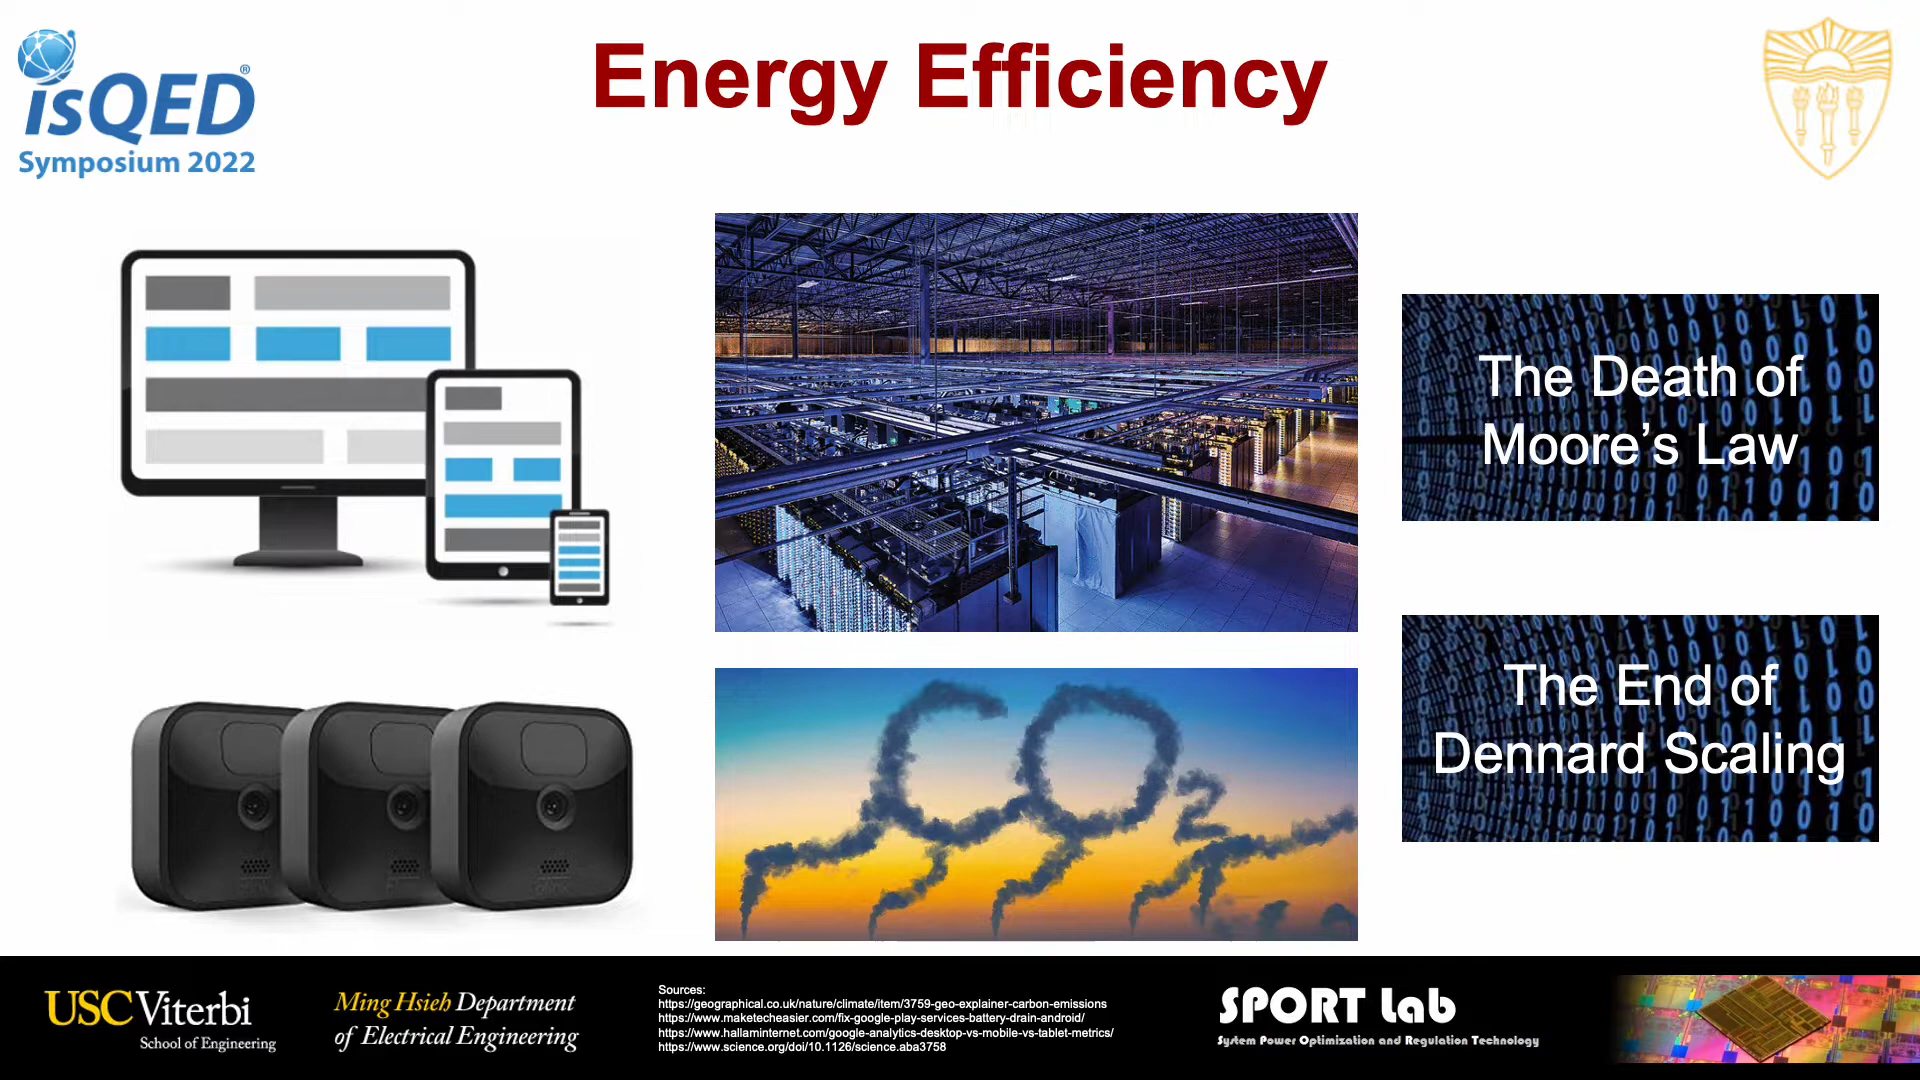 isQED®
Symposium 2022
Energy Efficiency
The Death of
Moore's Law
The End of
Dennard Scaling
CO2
USC Viterbi
School of Engineering
Ming Hsieh Department
of Electrical Engineering
Sources:
https://geographical.co.uk/nature/climate/item/3759-geo-explainer-carbon-emissions
https://www.maketecheasier.com/fix-google-play-services-battery-drain-android/
https://www.hallaminternet.com/google-analytics-desktop-vs-mobile-vs-tablet-metrics/
https://www.science.org/doi/10.1126/science.aba3758
SPORT Lab
System Power Optimization and Regulation Technology